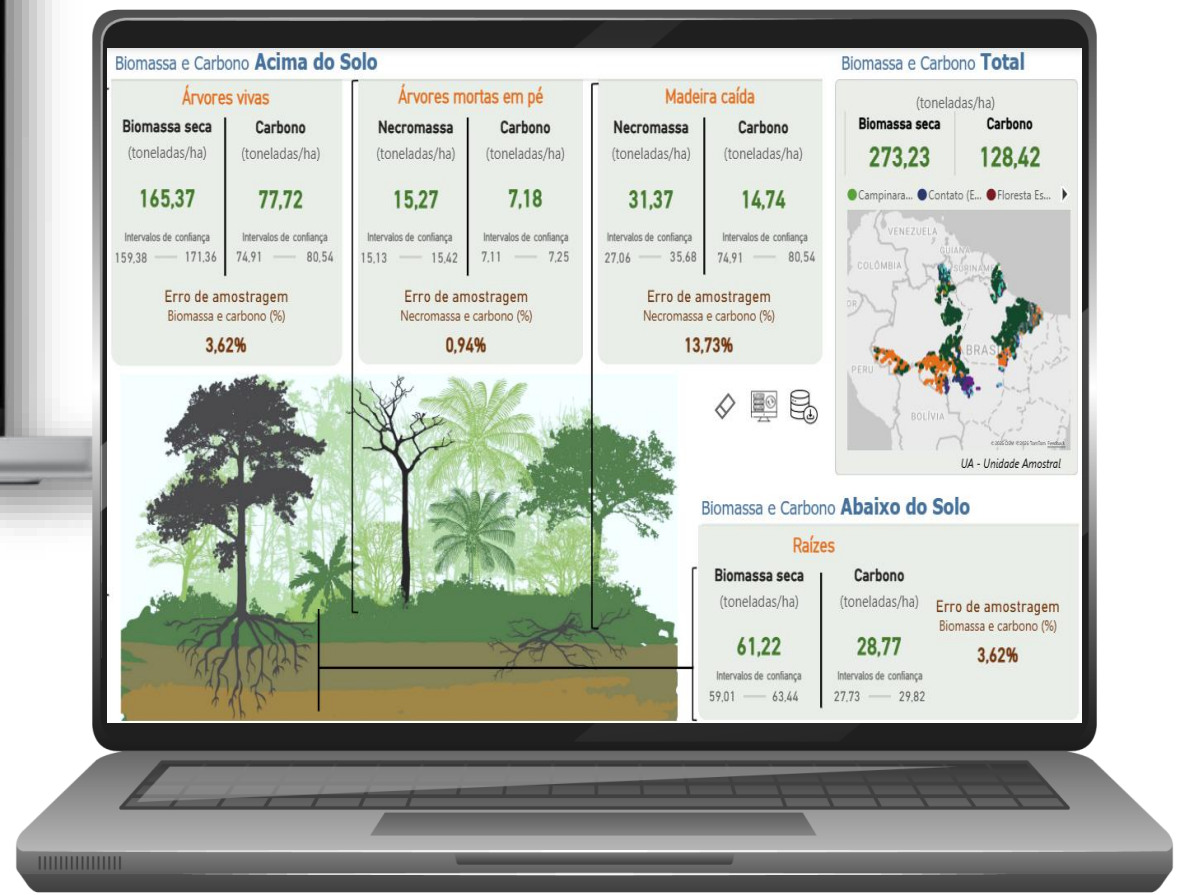 Biomassa e Carbono Acima do Solo
Árvores vivas
Biomassa seca
(toneladas/ha)
165,37
Intervalos de confiança
159,38 171,36
Carbono
(toneladas/ha)
77,72
Intervalos de confiança
74,91 80,54
Erro de amostragem
Biomassa e carbono (%)
3,62%
Árvores mortas em pé
Necromassa
(toneladas/ha)
15,27
Intervalos de confiança
15,13 15,42
Carbono
(toneladas/ha)
7,18
Intervalos de confiança
7,11 7,25
Erro de amostragem
Necromassa e carbono (%)
0,94%
Madeira caída
Necromassa
(toneladas/ha)
31,37
Intervalos de confiança
27,06 35,68
Carbono
(toneladas/ha)
14,74
Intervalos de confiança
74,91 80,54
Erro de amostragem
Necromassa e carbono (%)
13,73%
Biomassa e Carbono Total
(toneladas/ha)
Biomassa seca
273,23
Carbono
128,42
Campinara... Contato (E... Floresta Es...
VENEZUELA
GUIANA
COLÔMBIA
SURINAME
OR
BRASI
PERU
BOLÍVIA
UA - Unidade Amostral
Biomassa e Carbono Abaixo do Solo
Raízes
Biomassa seca
(toneladas/ha)
61,22
Intervalos de confiança
59,01 63,44
Carbono
(toneladas/ha)
28,77
Intervalos de confiança
27,73 29,82
Erro de amostragem
Biomassa e carbono (%)
3,62%